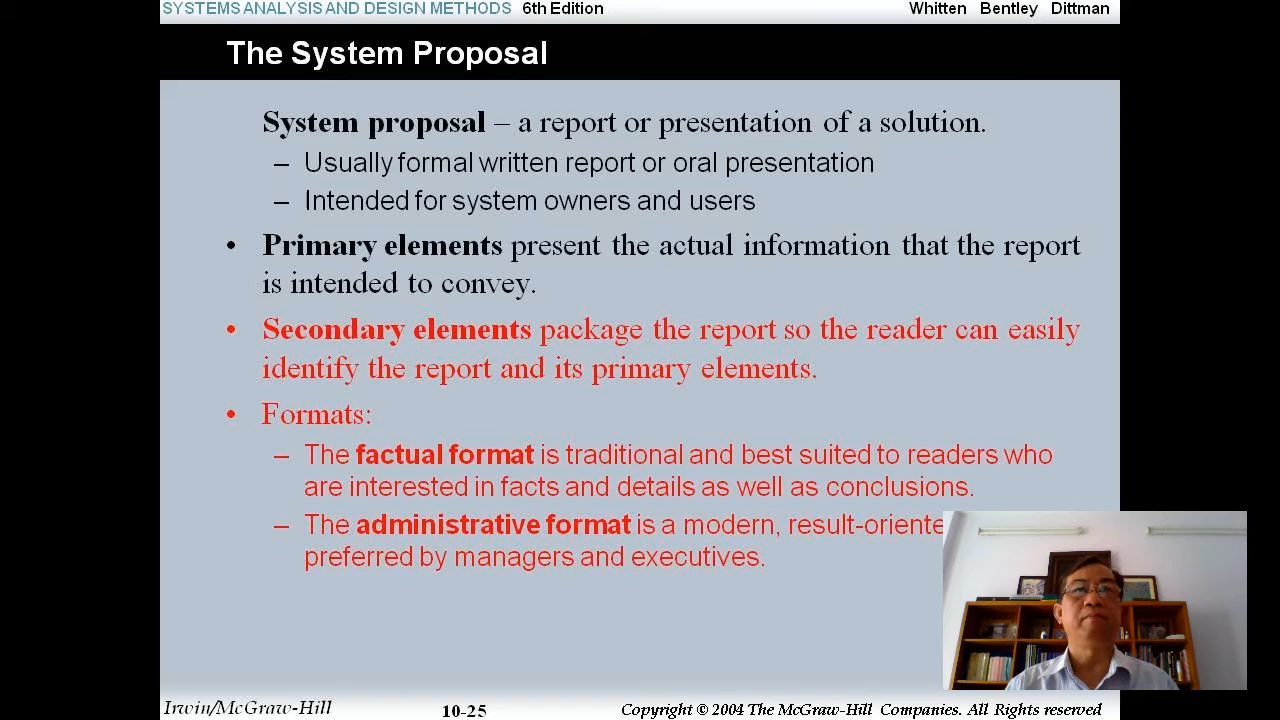 SYSTEMS ANALYSIS AND DESIGN METHODS 6th Edition Whitten Bentley Dittman
The System Proposal
System proposal – a report or presentation of a solution.
– Usually formal written report or oral presentation
– Intended for system owners and users
• Primary elements present the actual information that the report
is intended to convey.
• Secondary elements package the report so the reader can easily
identify the report and its primary elements.
• Formats:
– The factual format is traditional and best suited to readers who
are interested in facts and details as well as conclusions.
– The administrative format is a modern, result-oriente
preferred by managers and executives.
Irwin/McGraw-Hill 10-25 Copyright © 2004 The McGraw-Hill Companies. All Rights reserved